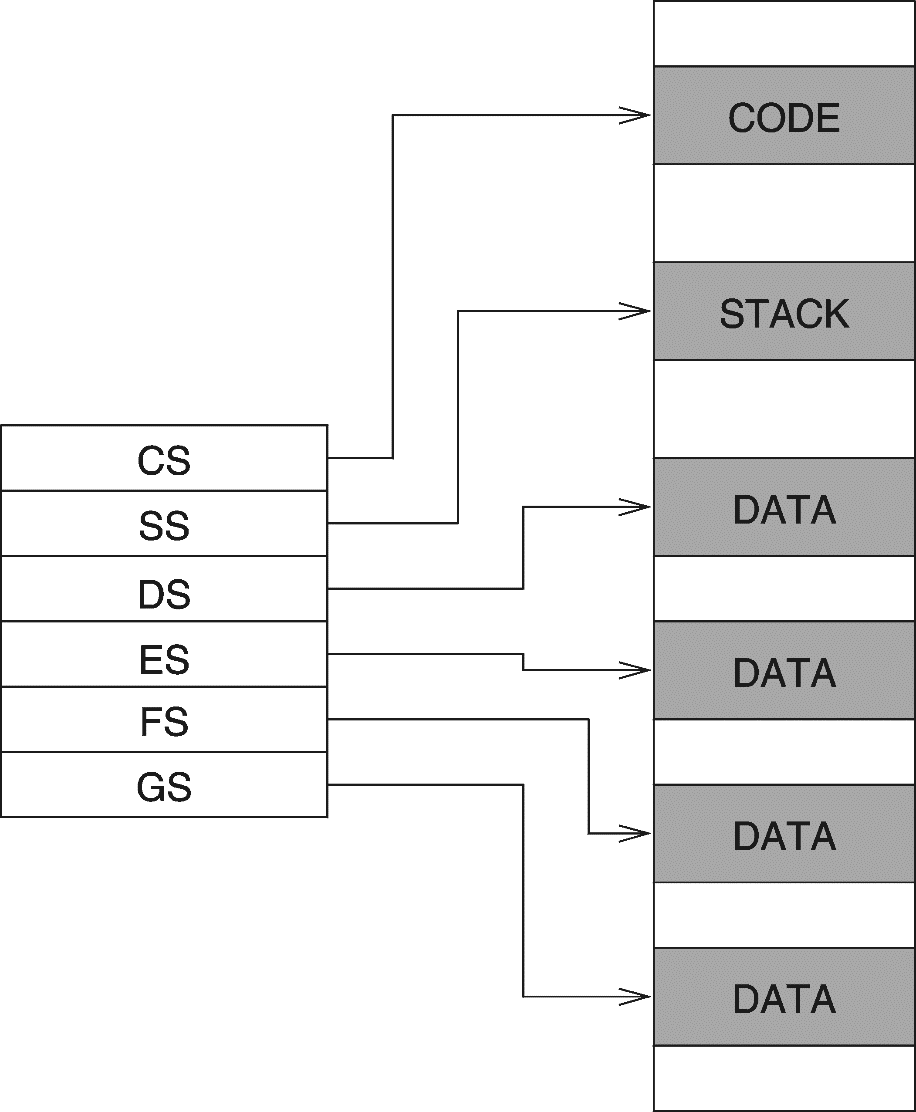 CS
SS
DS
ES
FS
GS
CODE
STACK
DATA
DATA
DATA
DATA